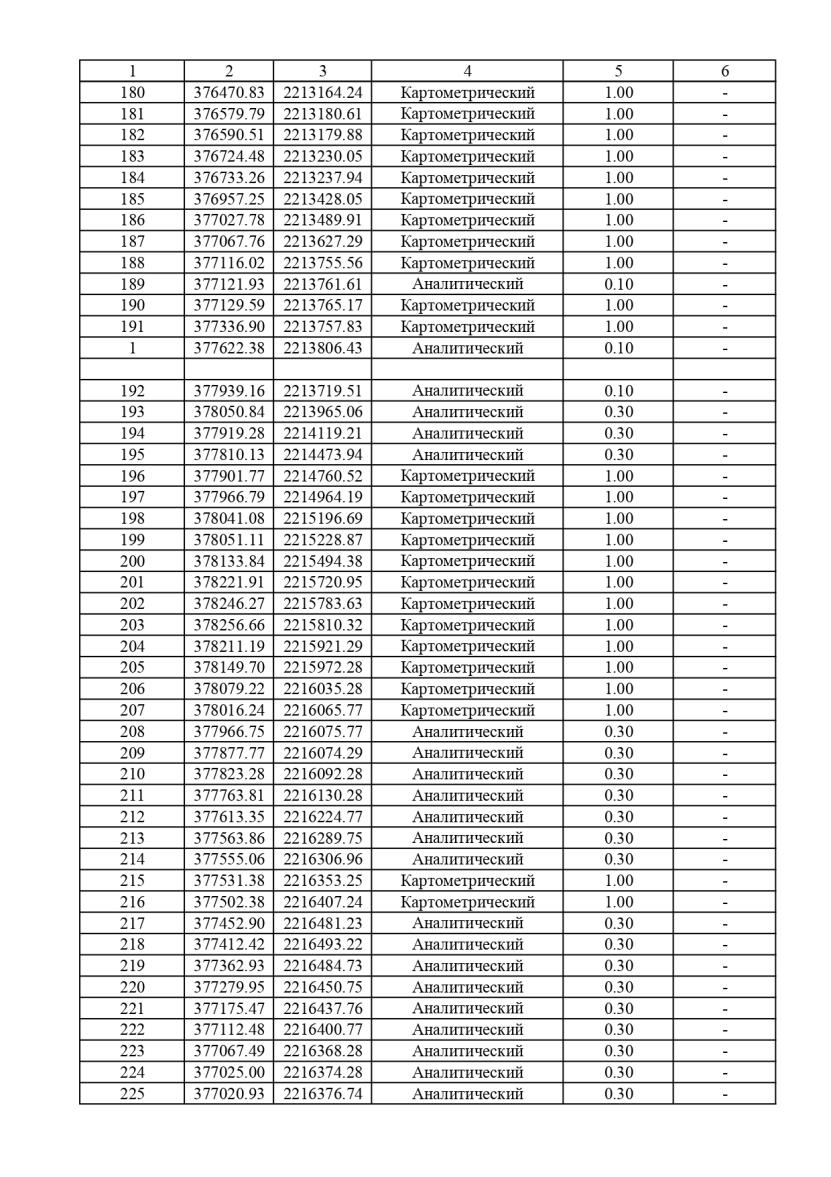 1 2 3 4 5 6
180 376470.83 2213164.24 Картометрический 1.00 -
181 376579.79 2213180.61 Картометрический 1.00 -
182 376590.51 2213179.88 Картометрический 1.00 -
183 376724.48 2213230.05 Картометрический 1.00 -
184 376733.26 2213237.94 Картометрический 1.00 -
185 376957.25 2213428.05 Картометрический 1.00 -
186 377027.78 2213489.91 Картометрический 1.00 -
187 377067.76 2213627.29 Картометрический 1.00 -
188 377116.02 2213755.56 Картометрический 1.00 -
189 377121.93 2213761.61 Аналитический 0.10 -
190 377129.59 2213765.17 Картометрический 1.00 -
191 377336.90 2213757.83 Картометрический 1.00 -
1 377622.38 2213806.43 Аналитический 0.10 -
192 377939.16 2213719.51 Аналитический 0.10 -
193 378050.84 2213965.06 Аналитический 0.30 -
194 377919.28 2214119.21 Аналитический 0.30 -
195 377810.13 2214473.94 Аналитический 0.30 -
196 377901.77 2214760.52 Картометрический 1.00 -
197 377966.79 2214964.19 Картометрический 1.00 -
198 378041.08 2215196.69 Картометрический 1.00 -
199 378051.11 2215228.87 Картометрический 1.00 -
200 378133.84 2215494.38 Картометрический 1.00 -
201 378221.91 2215720.95 Картометрический 1.00 -
202 378246.27 2215783.63 Картометрический 1.00 -
203 378256.66 2215810.32 Картометрический 1.00 -
204 378211.19 2215921.29 Картометрический 1.00 -
205 378149.70 2215972.28 Картометрический 1.00 -
206 378079.22 2216035.28 Картометрический 1.00 -
207 378016.24 2216065.77 Картометрический 1.00 -
208 377966.75 2216075.77 Аналитический 0.30 -
209 377877.77 2216074.29 Аналитический 0.30 -
210 377823.28 2216092.28 Аналитический 0.30 -
211 377763.81 2216130.28 Аналитический 0.30 -
212 377613.35 2216224.77 Аналитический 0.30 -
213 377563.86 2216289.75 Аналитический 0.30 -
214 377555.06 2216306.96 Аналитический 0.30 -
215 377531.38 2216353.25 Картометрический 1.00 -
216 377502.38 2216407.24 Картометрический 1.00 -
217 377452.90 2216481.23 Аналитический 0.30 -
218 377412.42 2216493.22 Аналитический 0.30 -
219 377362.93 2216484.73 Аналитический 0.30 -
220 377279.95 2216450.75 Аналитический 0.30 -
221 377175.47 2216437.76 Аналитический 0.30 -
222 377112.48 2216400.77 Аналитический 0.30 -
223 377067.49 2216368.28 Аналитический 0.30 -
224 377025.00 2216374.28 Аналитический 0.30 -
225 377020.93 2216376.74 Аналитический 0.30 -